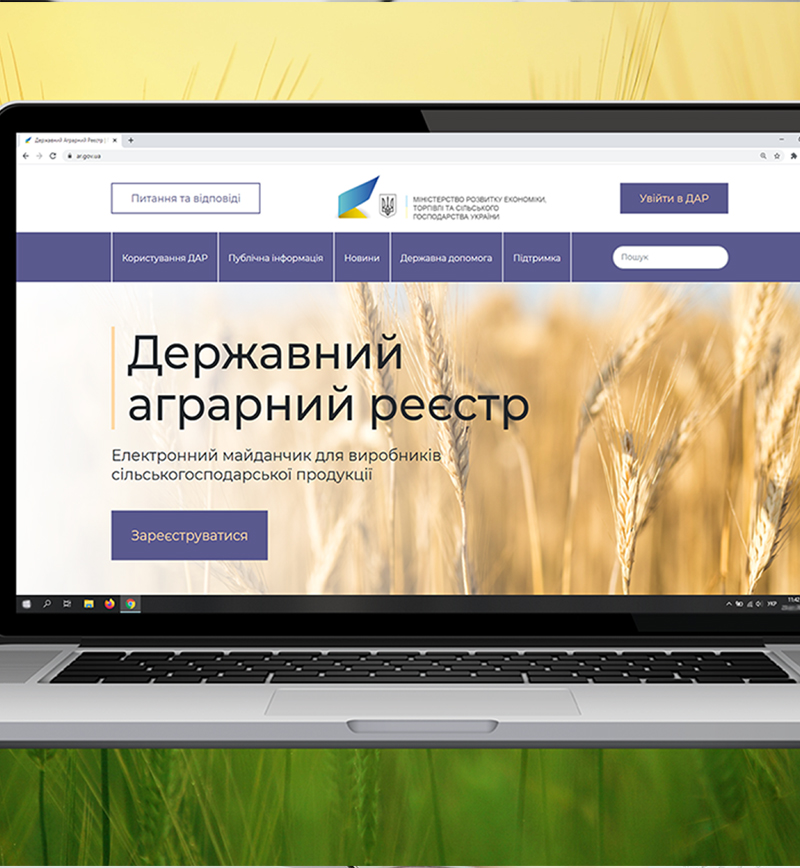 Державний Аграрний Реєстр |
ar.gov.ua
Питання та відповіді
МІНІСТЕРСТВО РОЗВИТКУ ЕКОНОМІКИ,
ТОРГІВЛІ ТА СІЛЬСЬКОГО
ГОСПОДАРСТВА УКРАЇНИ
Увійти в ДАР
Користування ДАР
Публічна інформація
Новини
Державна допомога
Підтримка
Пошук
Державний
аграрний реєстр
Електронний майданчик для виробників
сільськогосподарської продукції
Зареєструватися
УКР
11:42